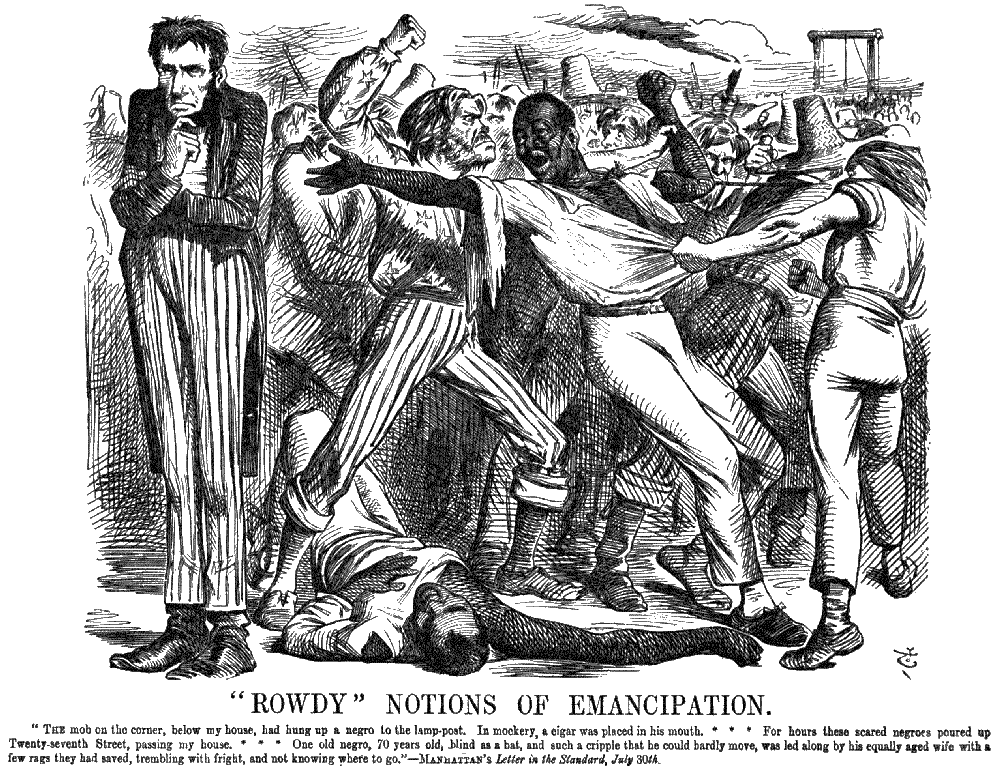 “ROWDY” NOTIONS OF EMANCIPATION.
“ THE mob on the corner, below my house, had hung up a negro to the lamp-post. In mockery, a cigar was placed in his mouth. * * * For hours these scared negroes poured up
Twenty-seventh Street, passing my house. * * * One old negro, 70 years old, blind as a bat, and such a cripple that he could hardly move, was led along by his equally aged wife with a
few rags they had saved, trembling with fright, and not knowing where to go.”—MANHATTAN’S Letter in the Standard, July 30th.